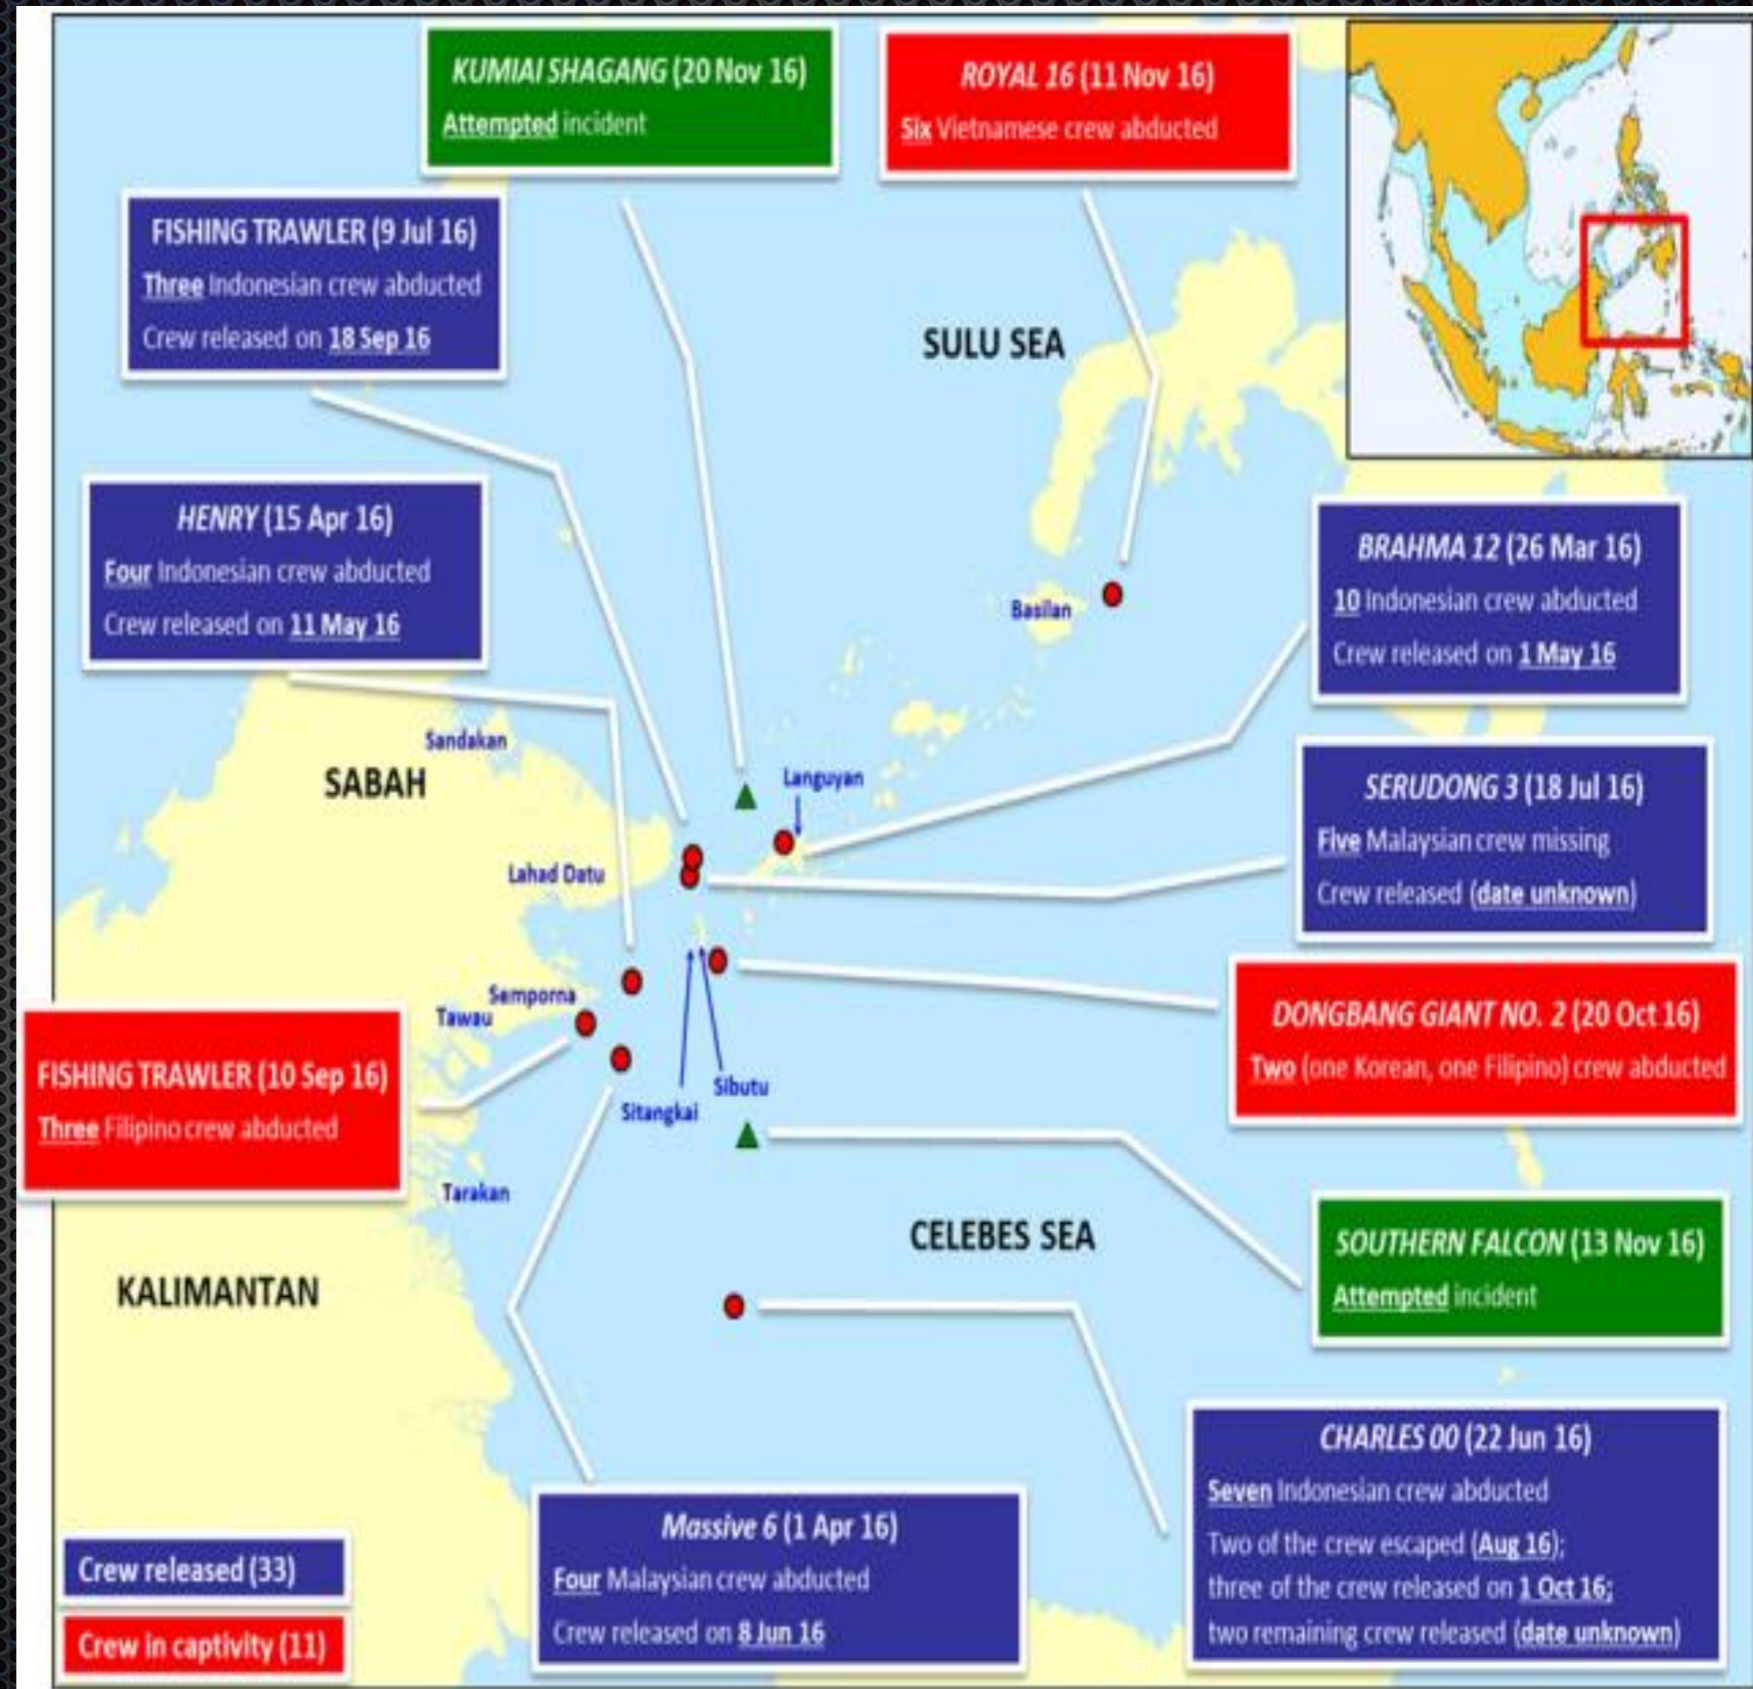 KUMIAI SHAGANG (20 Nov 16)
Attempted incident
ROYAL 16 (11 Nov 16)
Six Vietnamese crew abducted
FISHING TRAWLER (9 Jul 16)
Three Indonesian crew abducted
Crew released on 18 Sep 16
SULU SEA
HENRY (15 Apr 16)
Four Indonesian crew abducted
Crew released on 11 May 16
BRAHMA 12 (26 Mar 16)
10 Indonesian crew abducted
Crew released on 1 May 16
Basilan
Sandakan
SABAH
Languyan
Lahad Datu
SERUDONG 3 (18 Jul 16)
Five Malaysian crew missing
Crew released (date unknown)
Semporna
Tawau
DONGBANG GIANT NO. 2 (20 Oct 16)
Two (one Korean, one Filipino) crew abducted
FISHING TRAWLER (10 Sep 16)
Three Filipino crew abducted
Sibutu
Sitangkai
Tarakan
CELEBES SEA
SOUTHERN FALCON (13 Nov 16)
Attempted incident
KALIMANTAN
CHARLES 00 (22 Jun 16)
Seven Indonesian crew abducted
Two of the crew escaped (Aug 16);
three of the crew released on 1 Oct 16;
two remaining crew released (date unknown)
Massive 6 (1 Apr 16)
Four Malaysian crew abducted
Crew released on 8 Jun 16
Crew released (33)
Crew in captivity (11)